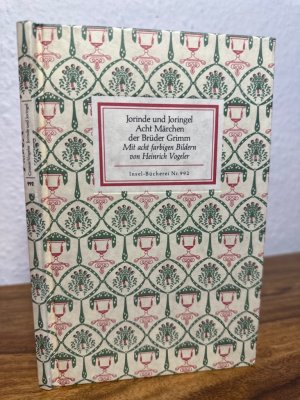 Jorinde und Joringel
Acht Märchen
der Brüder Grimm
Mit acht farbigen Bildern
von Heinrich Vogeler
Insel-Bücherei Nr. 992
992